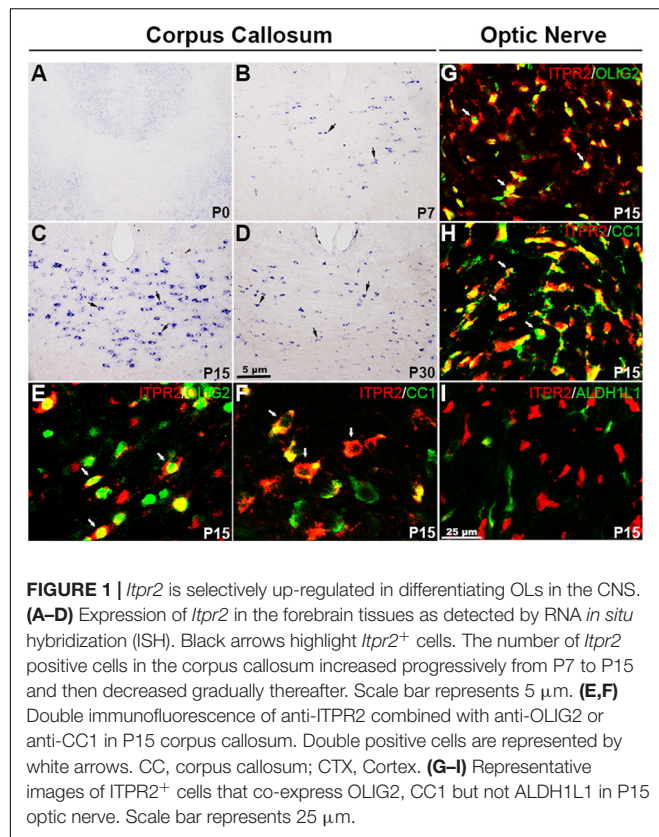 Corpus Callosum Optic Nerve
A B G ITPR2/OLIG2
P0 P7 P15
C D H ITPR2/CC1
P15 5 µm P30 P15
E ITPR2/OLIG2 F ITPR2/CC1 I ITPR2/ALDH1L1
P15 P15 25 µm P15
FIGURE 1 | Itpr2 is selectively up-regulated in differentiating OLs in the CNS.
(A–D) Expression of Itpr2 in the forebrain tissues as detected by RNA in situ
hybridization (ISH). Black arrows highlight Itpr2+ cells. The number of Itpr2
positive cells in the corpus callosum increased progressively from P7 to P15
and then decreased gradually thereafter. Scale bar represents 5 µm. (E,F)
Double immunofluorescence of anti-ITPR2 combined with anti-OLIG2 or
anti-CC1 in P15 corpus callosum. Double positive cells are represented by
white arrows. CC, corpus callosum; CTX, Cortex. (G–I) Representative
images of ITPR2+ cells that co-express OLIG2, CC1 but not ALDH1L1 in P15
optic nerve. Scale bar represents 25 µm.